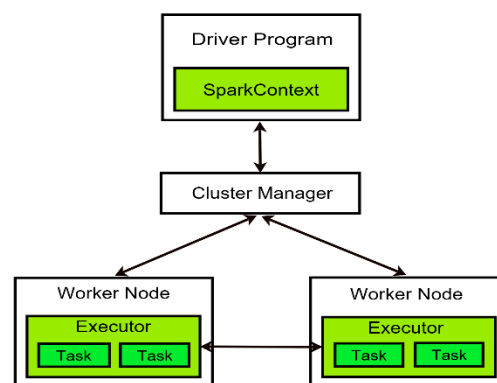 Driver Program
SparkContext
Cluster Manager
Worker Node
Executor
Task Task
Worker Node
Executor
Task Task